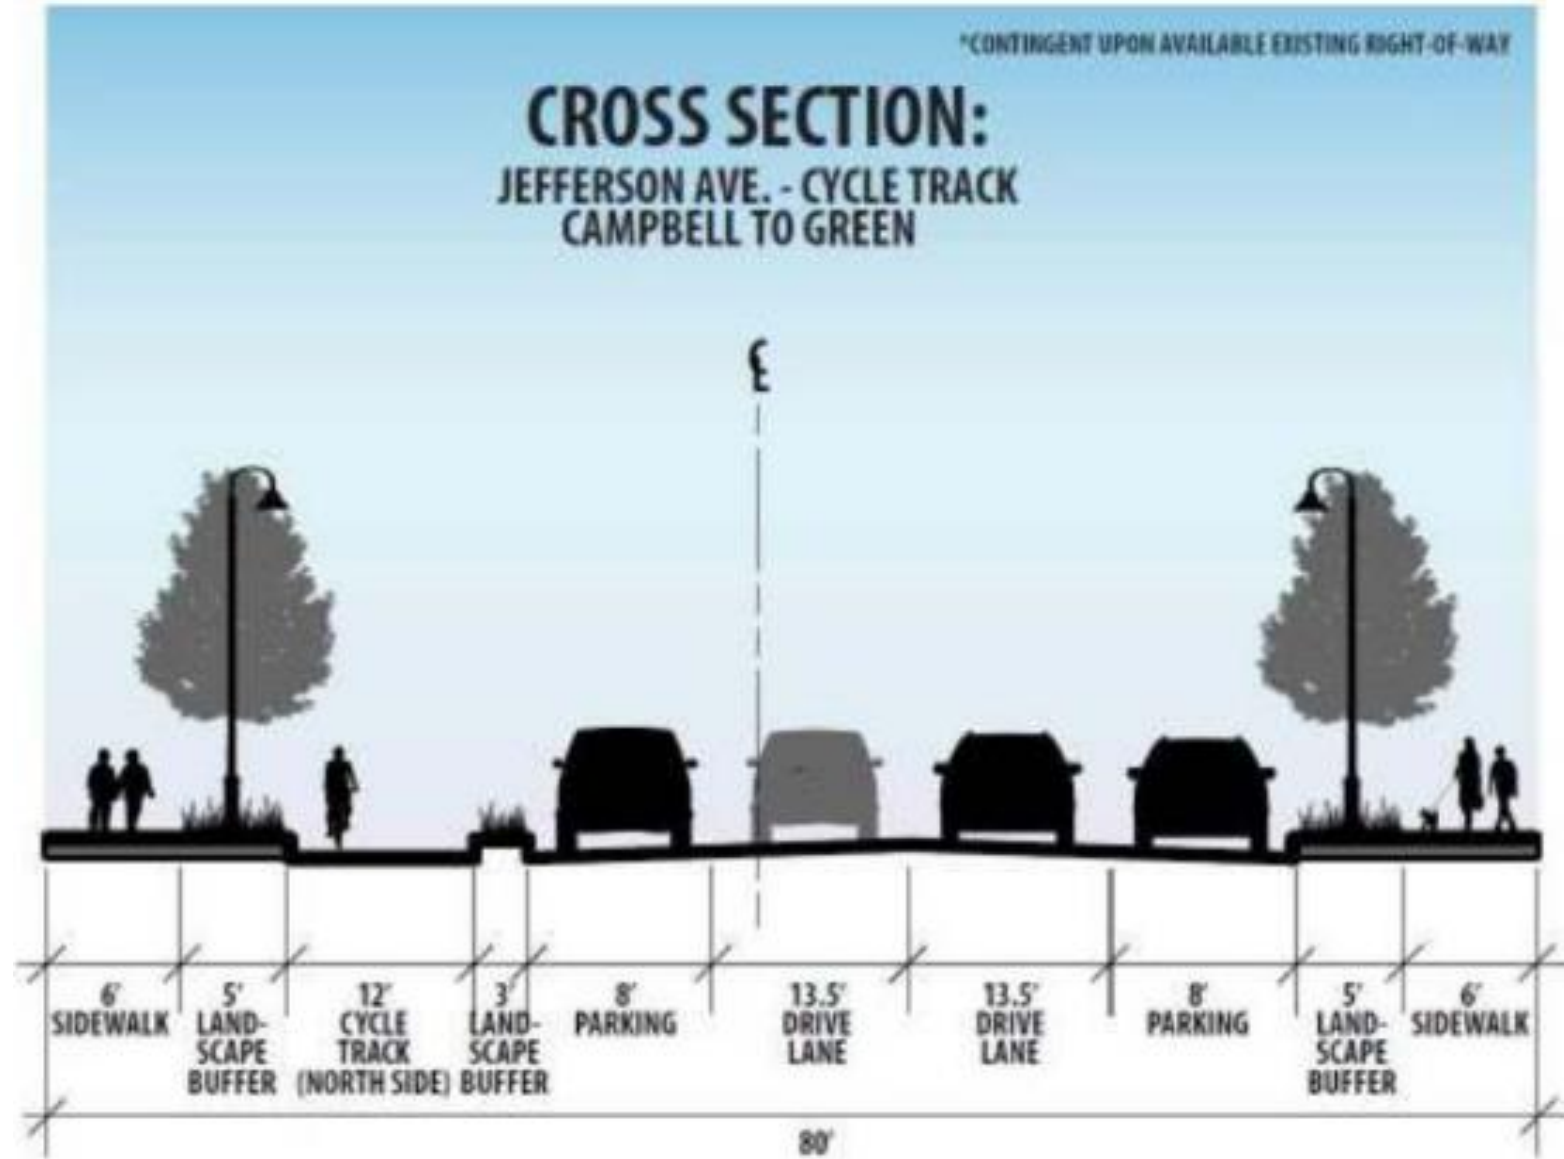 *CONTINGENT UPON AVAILABLE EXISTING RIGHT-OF-WAY
CROSS SECTION:
JEFFERSON AVE. - CYCLE TRACK
CAMPBELL TO GREEN
℄
6'
SIDEWALK
5'
LAND-
SCAPE
BUFFER
12'
CYCLE
TRACK
(NORTH SIDE)
3'
LAND-
SCAPE
BUFFER
8'
PARKING
13.5'
DRIVE
LANE
13.5'
DRIVE
LANE
8'
PARKING
5'
LAND-
SCAPE
BUFFER
6'
SIDEWALK
80'